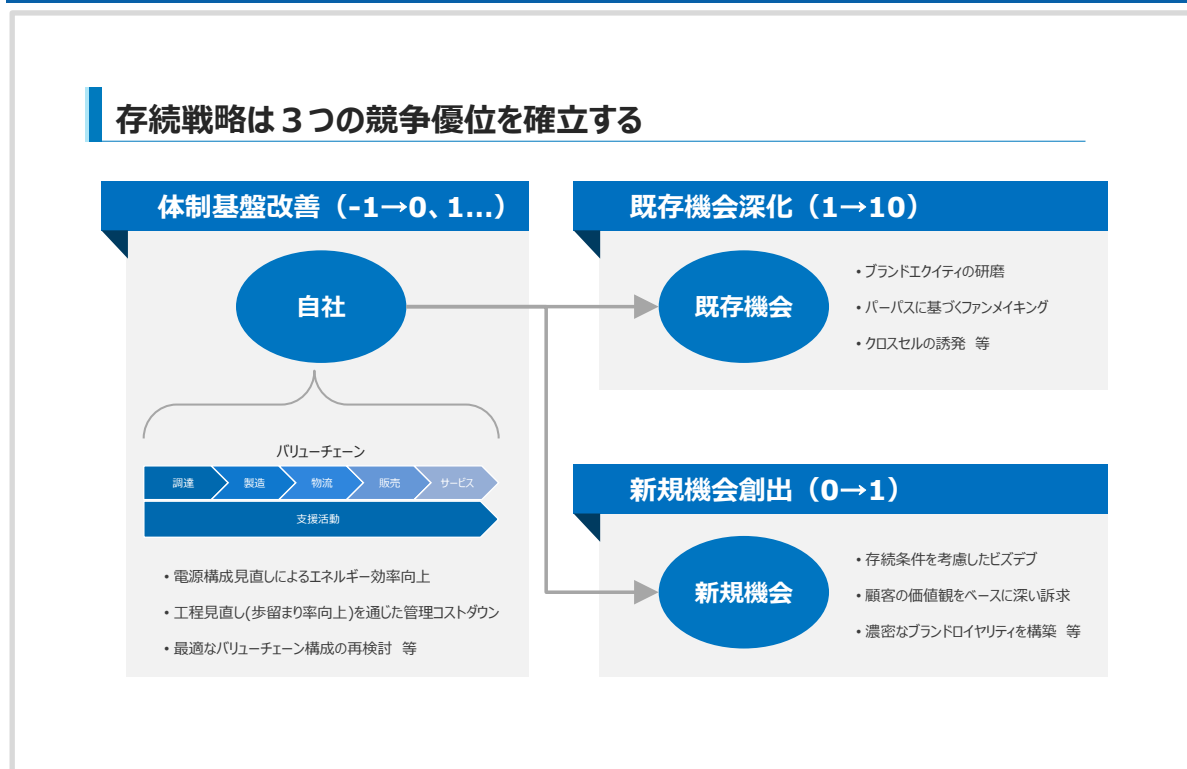 存続戦略は３つの競争優位を確立する
体制基盤改善（-1→0、1…）
自社
バリューチェーン
調達
製造
物流
販売
サービス
支援活動
・電源構成見直しによるエネルギー効率向上
・工程見直し(歩留まり率向上)を通じた管理コストダウン
・最適なバリューチェーン構成の再検討 等
既存機会深化（1→10）
既存機会
・ブランドエクイティの研磨
・パーパスに基づくファンメイキング
・クロスセルの誘発 等
新規機会創出（0→1）
新規機会
・存続条件を考慮したビズデブ
・顧客の価値観をベースに深い訴求
・濃密なブランドロイヤリティを構築 等